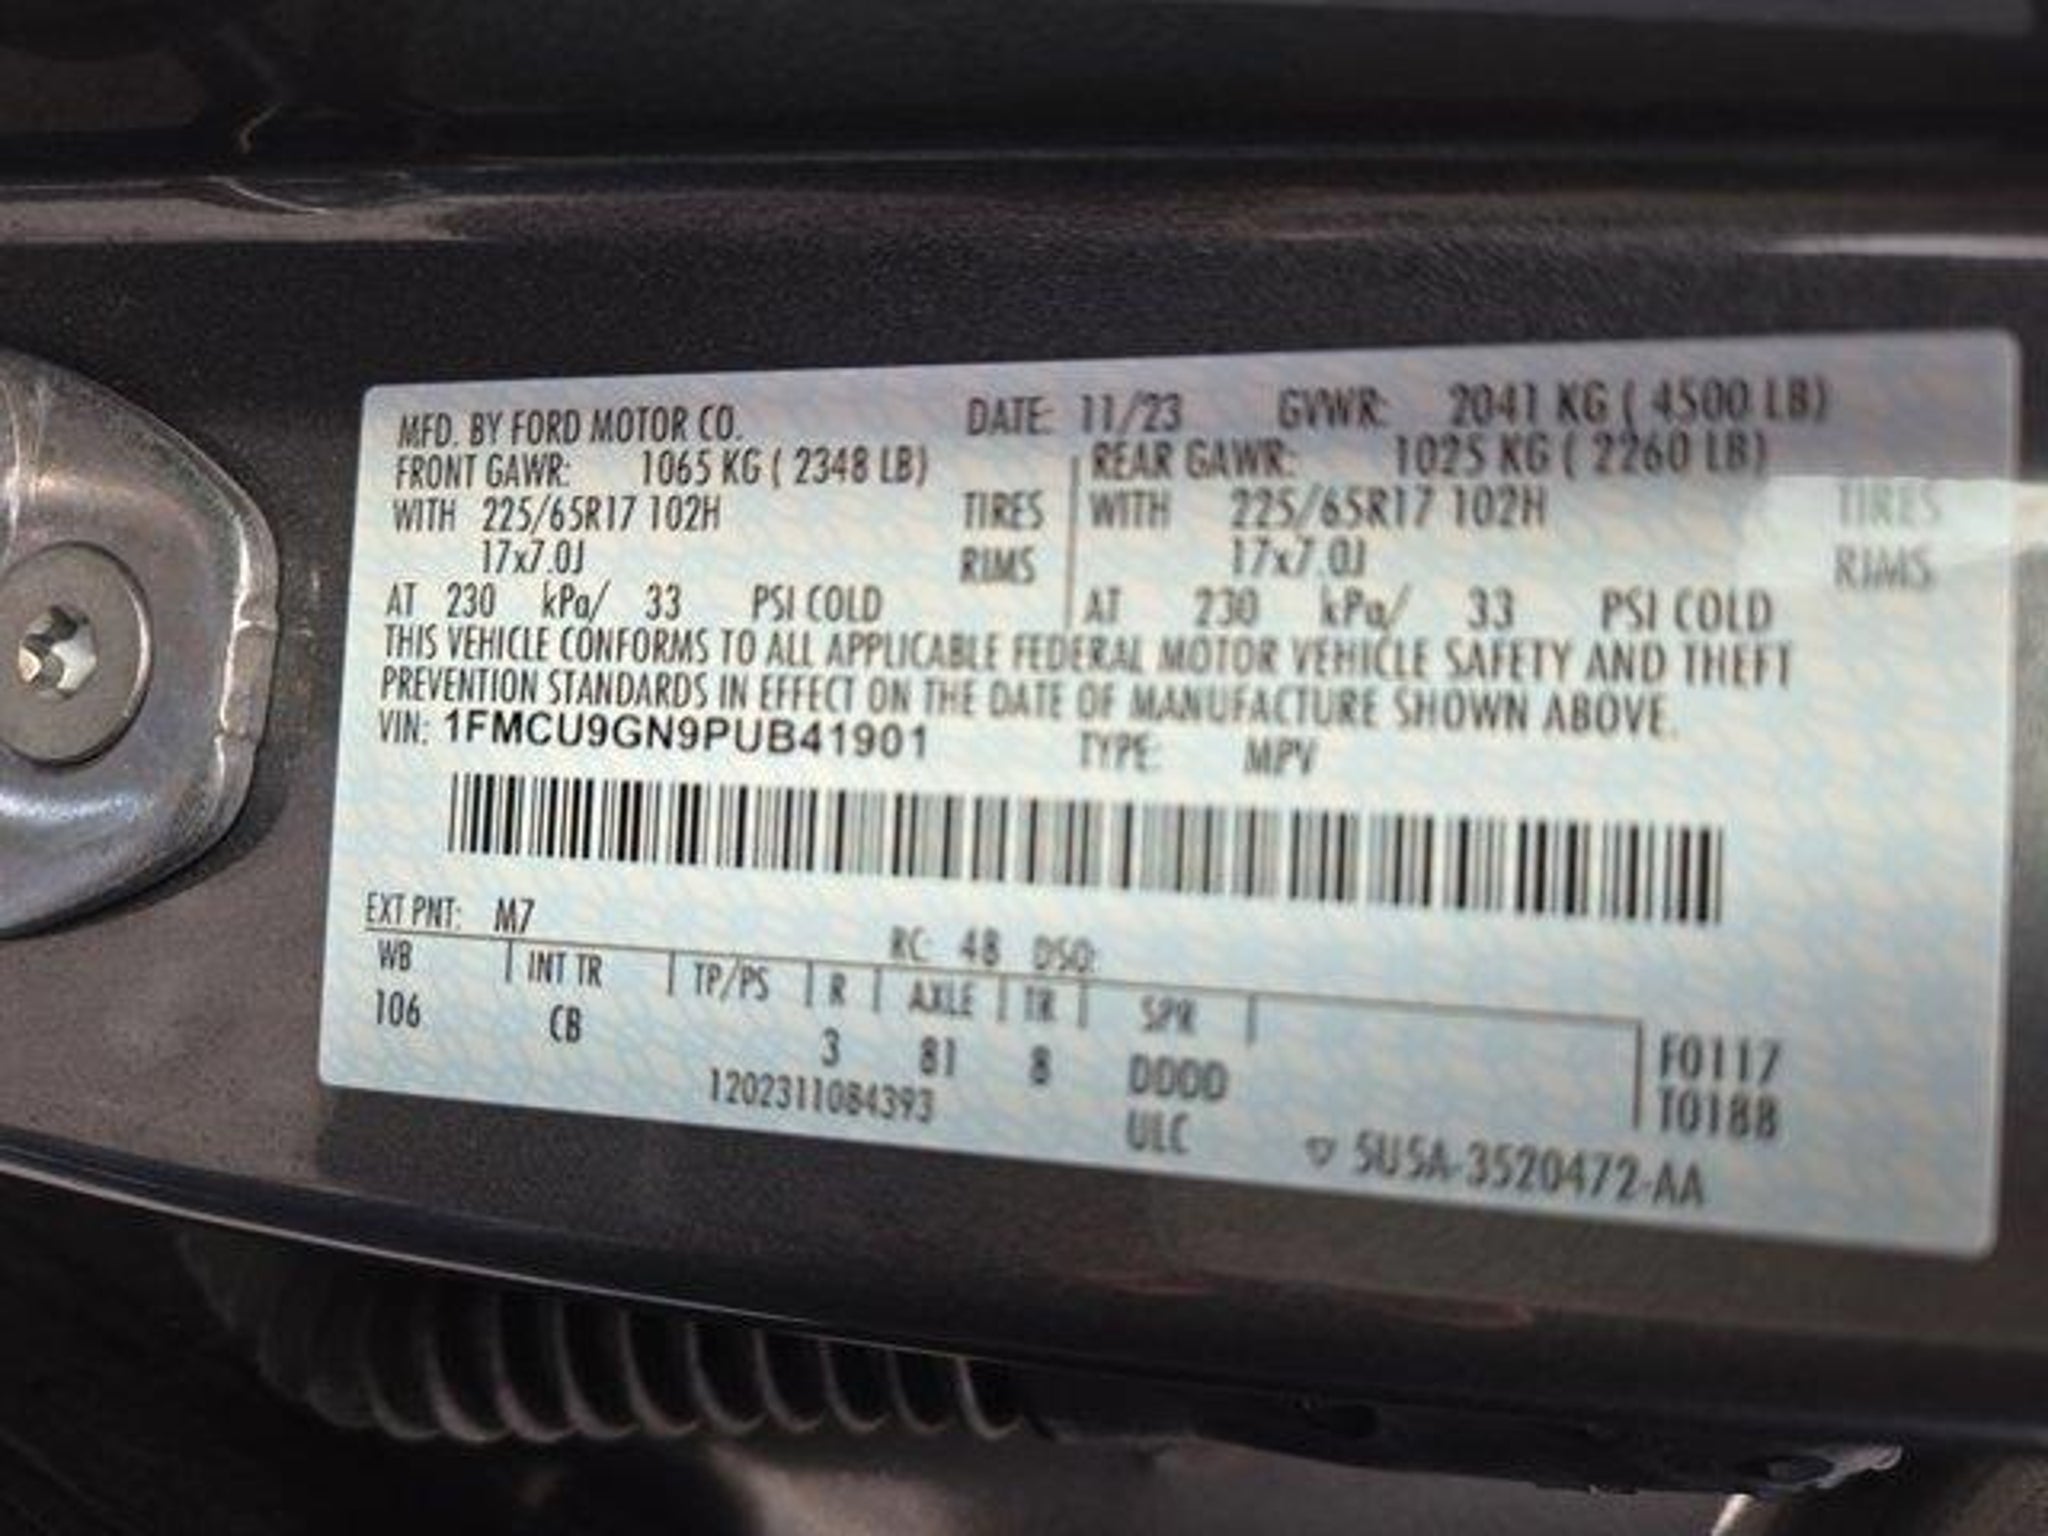 MFD. BY FORD MOTOR CO. DATE: 11/23 GVWR: 2041 KG ( 4500 LB)
FRONT GAWR: 1065 KG ( 2348 LB) REAR GAWR: 1025 KG ( 2260 LB)
WITH 225/65R17 102H TIRES WITH 225/65R17 102H TIRES
17x7.0J RIMS 17x7.0J RIMS
AT 230 kPa/ 33 PSI COLD AT 230 kPa/ 33 PSI COLD
THIS VEHICLE CONFORMS TO ALL APPLICABLE FEDERAL MOTOR VEHICLE SAFETY AND THEFT
PREVENTION STANDARDS IN EFFECT ON THE DATE OF MANUFACTURE SHOWN ABOVE.
VIN: 1FMCU9GN9PUB41901 TYPE: MPV
EXT PNT: M7 RC: 48 DSO:
WB INT TR TP/PS R AXLE TR SPR
106 CB 3 81 8 DDDD F0117
1202311084393 ULC T0188
▽ 5U5A-3520472-AA